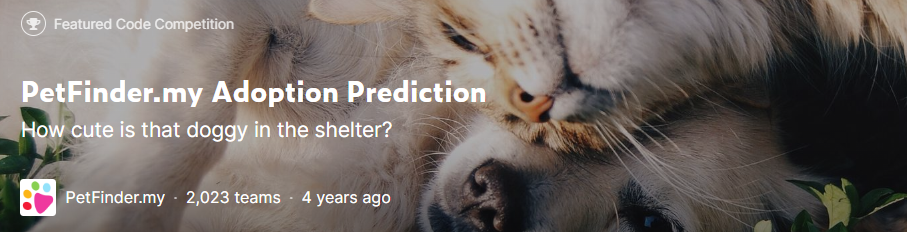 Featured Code Competition
PetFinder.my Adoption Prediction
How cute is that doggy in the shelter?
PetFinder.my · 2,023 teams · 4 years ago